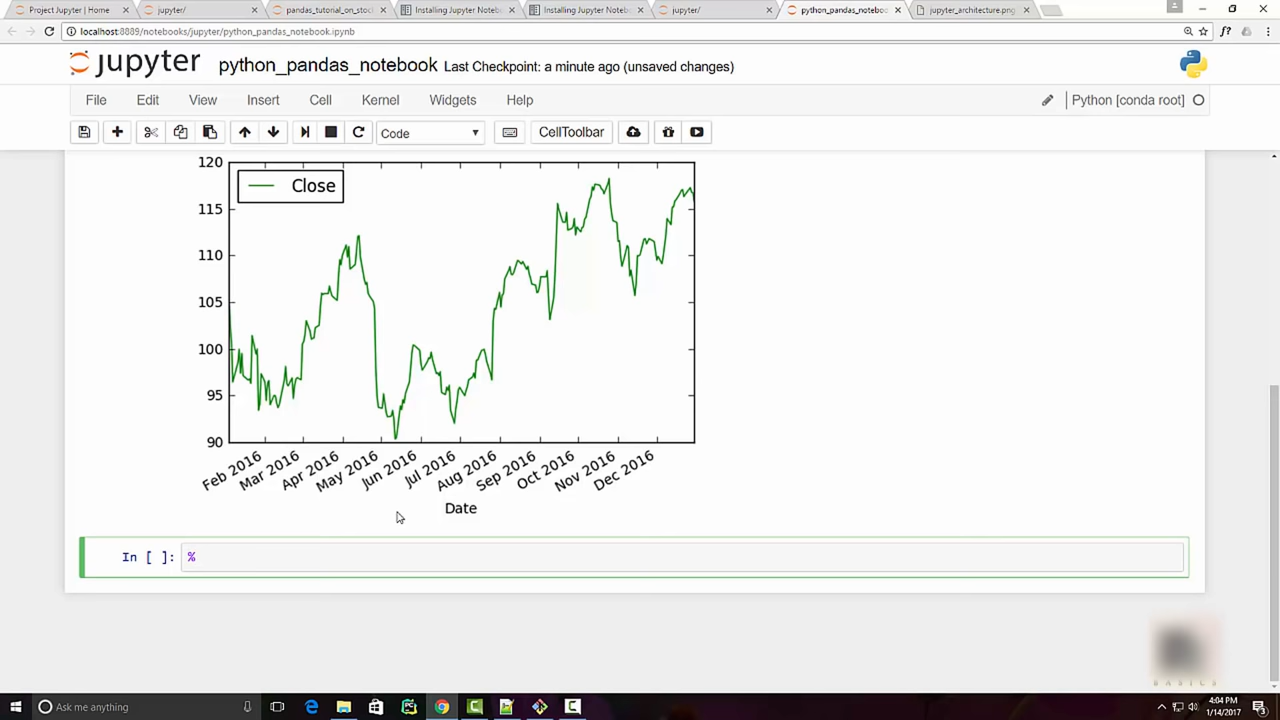 Project Jupyter | Home
jupyter/
pandas_tutorial_on_stock
Installing Jupyter Notebo
Installing Jupyter Notebo
jupyter/
python_pandas_notebook
jupyter_architecture.png
localhost:8889/notebooks/jupyter/python_pandas_notebook.ipynb
f?
jupyter python_pandas_notebook Last Checkpoint: a minute ago (unsaved changes)
File Edit View Insert Cell Kernel Widgets Help Python [conda root]
Code CellToolbar
120
Close
115
110
105
100
95
90
Feb 2016 Mar 2016 Apr 2016 May 2016 Jun 2016 Jul 2016 Aug 2016 Sep 2016 Oct 2016 Nov 2016 Dec 2016
Date
In [ ]: %
BASICS
Ask me anything
4:04 PM
1/14/2017